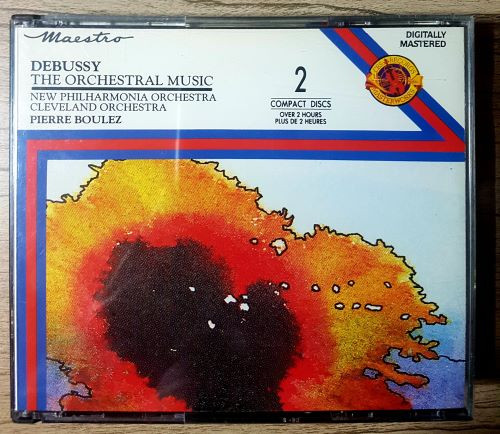 Maestro
DIGITALLY
MASTERED
DEBUSSY
THE ORCHESTRAL MUSIC
NEW PHILHARMONIA ORCHESTRA
CLEVELAND ORCHESTRA
PIERRE BOULEZ
2
COMPACT DISCS
OVER 2 HOURS
PLUS DE 2 HEURES
MASTERWORKS